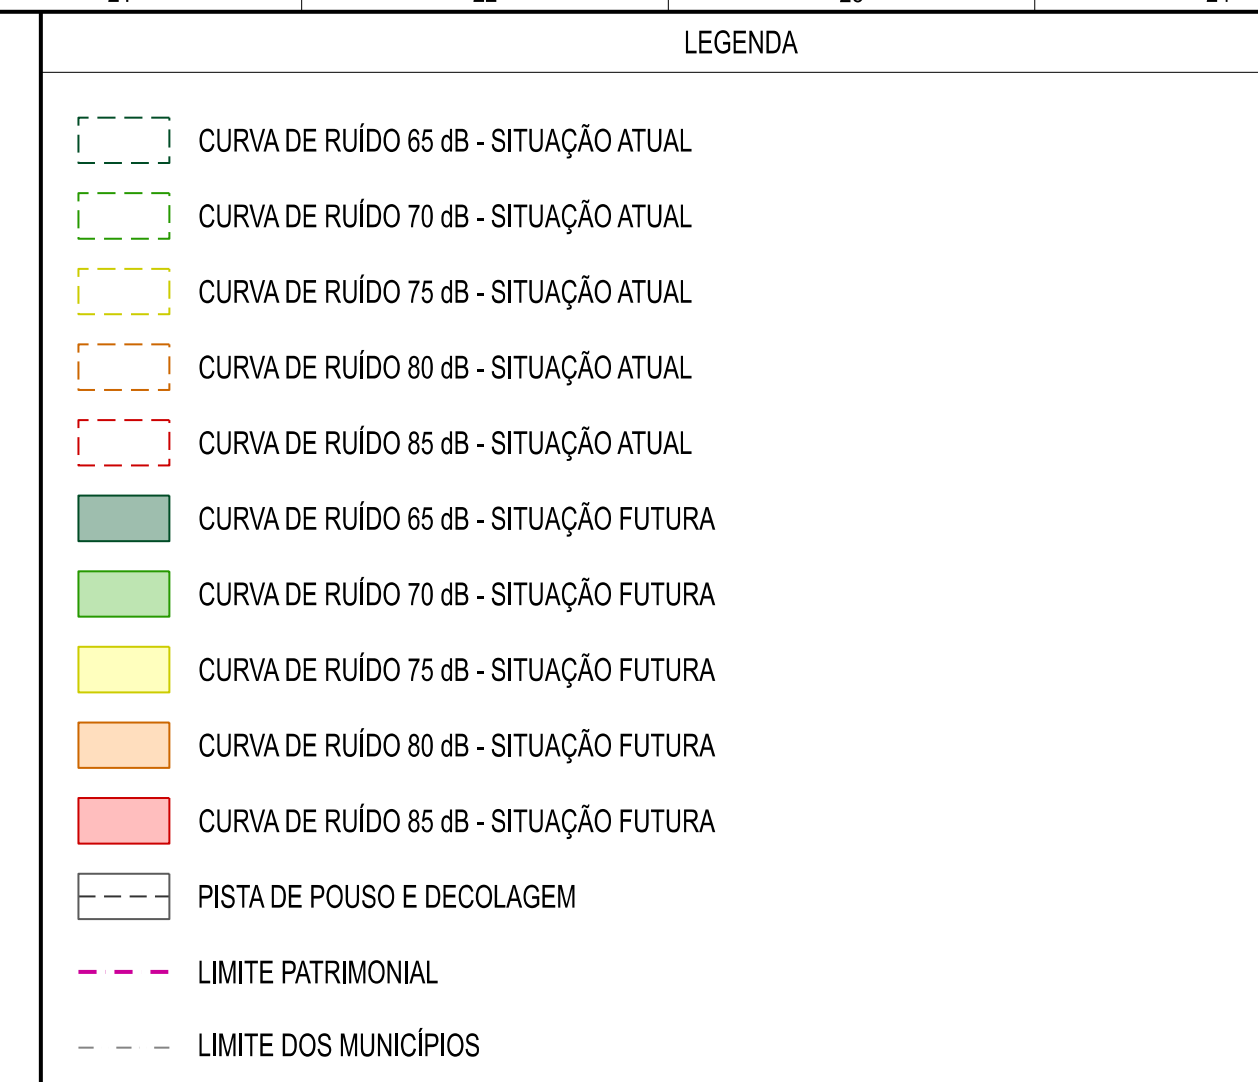 LEGENDA
CURVA DE RUÍDO 65 dB - SITUAÇÃO ATUAL
CURVA DE RUÍDO 70 dB - SITUAÇÃO ATUAL
CURVA DE RUÍDO 75 dB - SITUAÇÃO ATUAL
CURVA DE RUÍDO 80 dB - SITUAÇÃO ATUAL
CURVA DE RUÍDO 85 dB - SITUAÇÃO ATUAL
CURVA DE RUÍDO 65 dB - SITUAÇÃO FUTURA
CURVA DE RUÍDO 70 dB - SITUAÇÃO FUTURA
CURVA DE RUÍDO 75 dB - SITUAÇÃO FUTURA
CURVA DE RUÍDO 80 dB - SITUAÇÃO FUTURA
CURVA DE RUÍDO 85 dB - SITUAÇÃO FUTURA
PISTA DE POUSO E DECOLAGEM
LIMITE PATRIMONIAL
LIMITE DOS MUNICÍPIOS